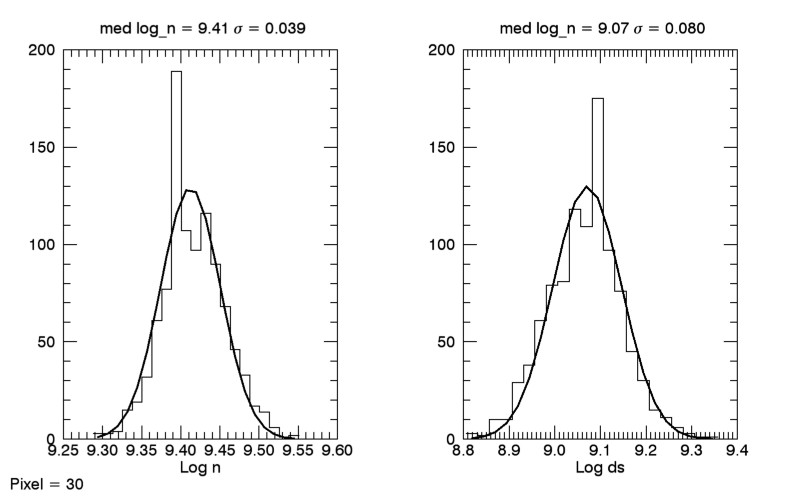 med log_n = 9.41 σ = 0.039
200
150
100
50
0
9.25 9.30 9.35 9.40 9.45 9.50 9.55 9.60
Log n
med log_n = 9.07 σ = 0.080
200
150
100
50
0
8.8 8.9 9.0 9.1 9.2 9.3 9.4
Log ds
Pixel = 30